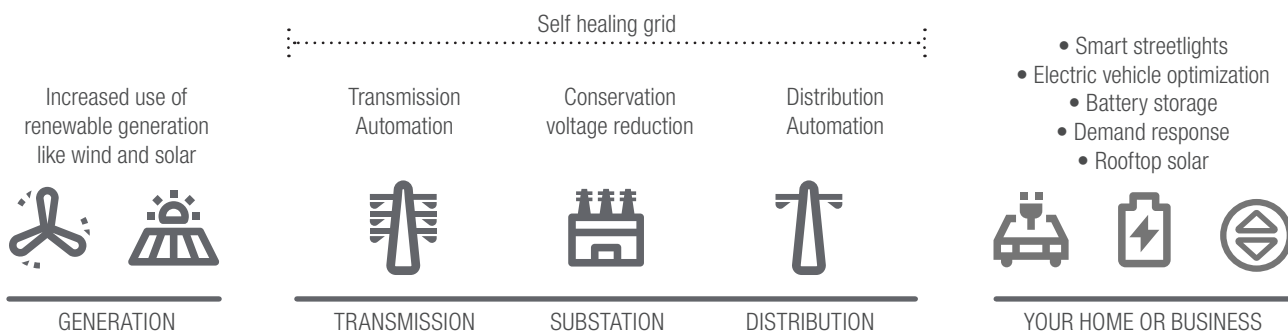 Self healing grid
Increased use of
renewable generation
like wind and solar
Transmission
Automation
Conservation
voltage reduction
Distribution
Automation
• Smart streetlights
• Electric vehicle optimization
• Battery storage
• Demand response
• Rooftop solar
GENERATION
TRANSMISSION
SUBSTATION
DISTRIBUTION
YOUR HOME OR BUSINESS